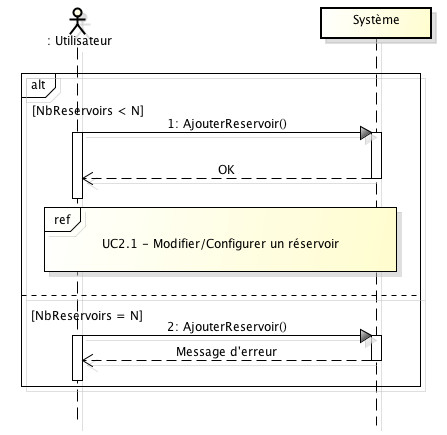 Système
: Utilisateur
alt
[NbReservoirs < N]
1: AjouterReservoir()
OK
ref
UC2.1 - Modifier/Configurer un réservoir
[NbReservoirs = N]
2: AjouterReservoir()
Message d'erreur